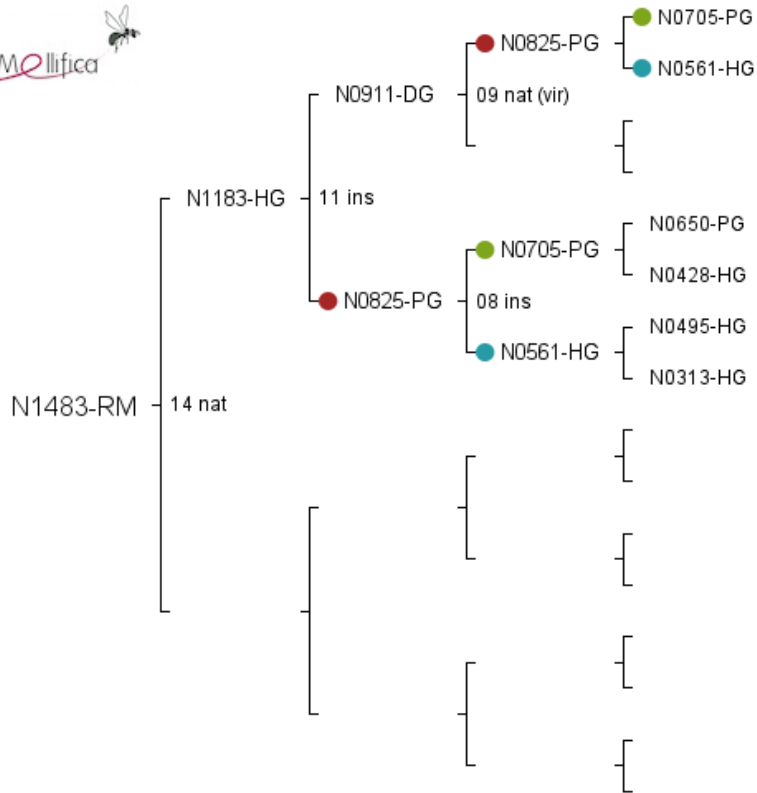 Mellifica
N0705-PG
N0825-PG
N0561-HG
N0911-DG
09 nat (vir)
N1183-HG
11 ins
N0650-PG
N0705-PG
N0428-HG
N0825-PG
08 ins
N0495-HG
N0561-HG
N0313-HG
N1483-RM
14 nat